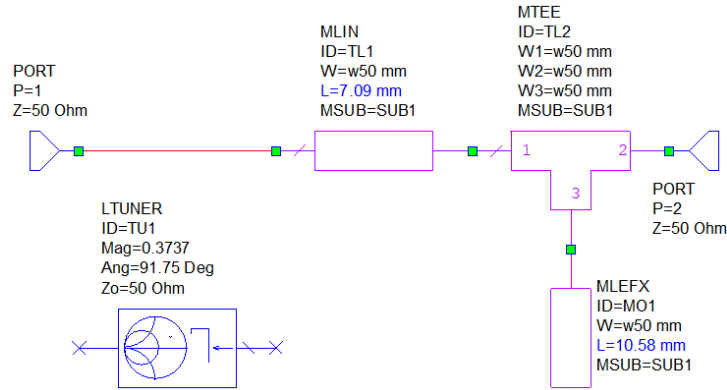 MLIN
ID=TL1
W=w50 mm
L=7.09 mm
MSUB=SUB1
MTEE
ID=TL2
W1=w50 mm
W2=w50 mm
W3=w50 mm
MSUB=SUB1
PORT
P=1
Z=50 Ohm
1
2
3
PORT
P=2
Z=50 Ohm
LTUNER
ID=TU1
Mag=0.3737
Ang=91.75 Deg
Zo=50 Ohm
MLEFX
ID=MO1
W=w50 mm
L=10.58 mm
MSUB=SUB1